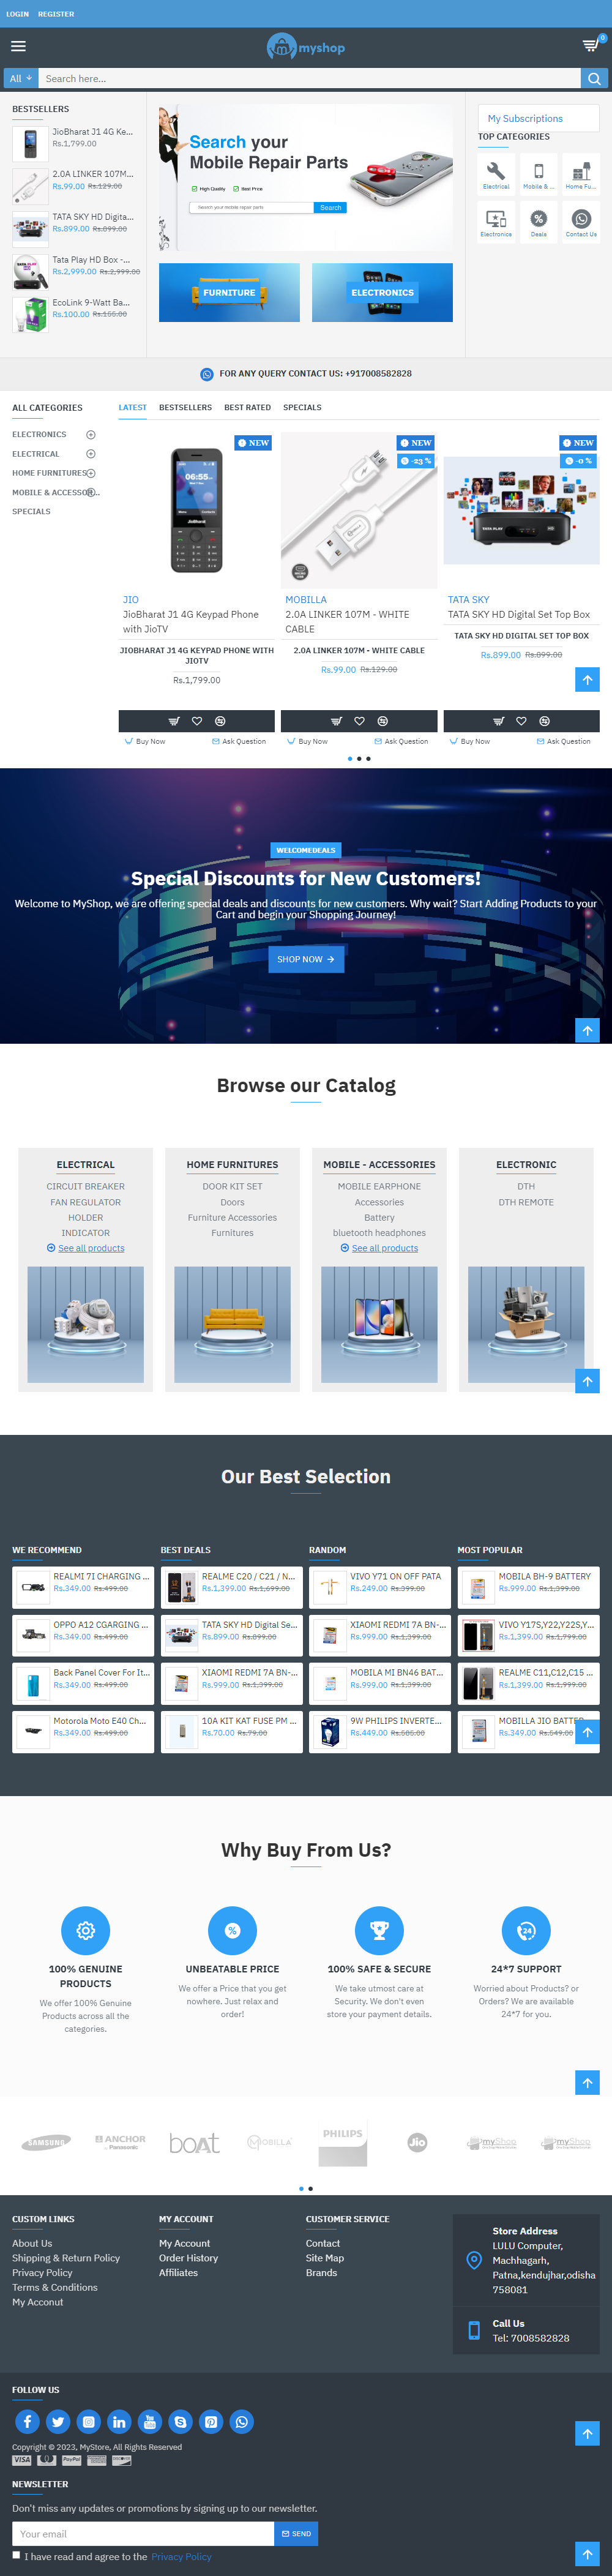 LOGIN REGISTER
myshop
0
All
Search here...
BESTSELLERS
JioBharat J1 4G Ke...
Rs.1,799.00
2.0A LINKER 107M...
Rs.99.00 Rs.129.00
TATA SKY HD Digita...
Rs.899.00 Rs.899.00
Tata Play HD Box -...
Rs.2,999.00 Rs.2,999.00
EcoLink 9-Watt Ba...
Rs.100.00 Rs.155.00
Search your
Mobile Repair Parts
High Quality Best Price
Search your mobile repair parts
Search
FURNITURE
ELECTRONICS
My Subscriptions
TOP CATEGORIES
Electrical
Mobile & ...
Home Fu...
Electronics
Deals
Contact Us
FOR ANY QUERY CONTACT US: +917008582828
ALL CATEGORIES
ELECTRONICS
ELECTRICAL
HOME FURNITURES
MOBILE & ACCESSOR...
SPECIALS
LATEST BESTSELLERS BEST RATED SPECIALS
NEW
JIO
JioBharat J1 4G Keypad Phone
with JioTV
JIOBHARAT J1 4G KEYPAD PHONE WITH
JIOTV
Rs.1,799.00
Buy Now Ask Question
NEW
-23 %
MOBILLA
2.0A LINKER 107M - WHITE
CABLE
2.0A LINKER 107M - WHITE CABLE
Rs.99.00 Rs.129.00
Buy Now Ask Question
NEW
-0 %
TATA PLAY
TATA SKY
TATA SKY HD Digital Set Top Box
TATA SKY HD DIGITAL SET TOP BOX
Rs.899.00 Rs.899.00
Buy Now Ask Question
WELCOMEDEALS
Special Discounts for New Customers!
Welcome to MyShop, we are offering special deals and discounts for new customers. Why wait? Start Adding Products to your
Cart and begin your Shopping Journey!
SHOP NOW
Browse our Catalog
ELECTRICAL
CIRCUIT BREAKER
FAN REGULATOR
HOLDER
INDICATOR
See all products
HOME FURNITURES
DOOR KIT SET
Doors
Furniture Accessories
Furnitures
MOBILE - ACCESSORIES
MOBILE EARPHONE
Accessories
Battery
bluetooth headphones
See all products
ELECTRONIC
DTH
DTH REMOTE
Our Best Selection
WE RECOMMEND
REALMI 7I CHARGING ...
Rs.349.00 Rs.499.00
OPPO A12 CGARGING ...
Rs.349.00 Rs.499.00
Back Panel Cover For It...
Rs.349.00 Rs.499.00
Motorola Moto E40 Cha...
Rs.349.00 Rs.499.00
BEST DEALS
REALME C20 / C21 / N...
Rs.1,399.00 Rs.1,699.00
TATA SKY HD Digital Se...
Rs.899.00 Rs.899.00
XIAOMI REDMI 7A BN-...
Rs.999.00 Rs.1,399.00
10A KIT KAT FUSE PM ...
Rs.70.00 Rs.79.00
RANDOM
VIVO Y71 ON OFF PATA
Rs.249.00 Rs.399.00
XIAOMI REDMI 7A BN-...
Rs.999.00 Rs.1,399.00
MOBILA MI BN46 BAT...
Rs.999.00 Rs.1,399.00
9W PHILIPS INVERTE...
Rs.449.00 Rs.585.00
MOST POPULAR
MOBILA BH-9 BATTERY
Rs.999.00 Rs.1,399.00
VIVO Y17S,Y22,Y22S,Y...
Rs.1,399.00 Rs.1,799.00
REALME C11,C12,C15 ...
Rs.1,399.00 Rs.1,999.00
MOBILLA JIO BATTER
Rs.349.00 Rs.549.00
Why Buy From Us?
100% GENUINE
PRODUCTS
We offer 100% Genuine
Products across all the
categories.
UNBEATABLE PRICE
We offer a Price that you get
nowhere. Just relax and
order!
100% SAFE & SECURE
We take utmost care at
Security. We don't even
store your payment details.
24
24*7 SUPPORT
Worried about Products? or
Orders? We are available
24*7 for you.
SAMSUNG
ANCHOR
by Panasonic
boAt
MOBILLA
PHILIPS
Jio
myShop
myShop
CUSTOM LINKS
About Us
Shipping & Return Policy
Privacy Policy
Terms & Conditions
My Acconut
MY ACCOUNT
My Account
Order History
Affiliates
CUSTOMER SERVICE
Contact
Site Map
Brands
Store Address
LULU Computer,
Machhagarh,
Patna,kendujhar,odisha
758081
Call Us
Tel: 7008582828
FOLLOW US
Copyright © 2023, MyStore, All Rights Reserved
VISA PayPal
NEWSLETTER
Don't miss any updates or promotions by signing up to our newsletter.
Your email
SEND
I have read and agree to the Privacy Policy